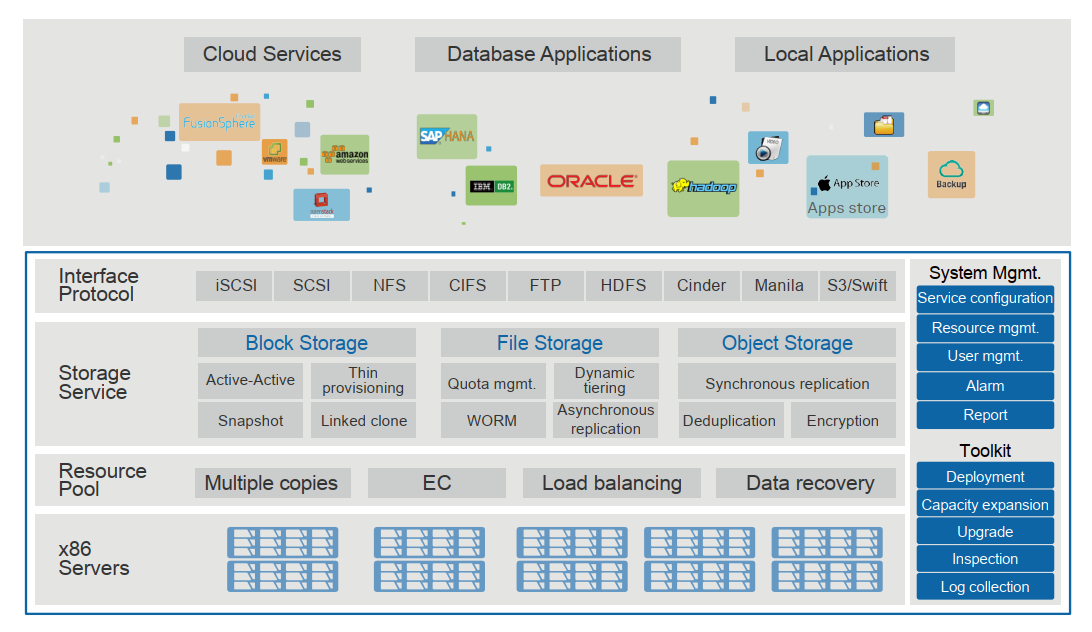 Cloud Services
Database Applications
Local Applications
FusionSphere
vmware
amazon
webservices
openstack
SAP HANA
IBM DB2.
ORACLE
hadoop
VIDEO
App Store
Apps store
Backup
Interface
Protocol
iSCSI
SCSI
NFS
CIFS
FTP
HDFS
Cinder
Manila
S3/Swift
Storage
Service
Block Storage
Active-Active
Thin
provisioning
Snapshot
Linked clone
File Storage
Quota mgmt.
Dynamic
tiering
WORM
Asynchronous
replication
Object Storage
Synchronous replication
Deduplication
Encryption
Resource
Pool
Multiple copies
EC
Load balancing
Data recovery
x86
Servers
System Mgmt.
Service configuration
Resource mgmt.
User mgmt.
Alarm
Report
Toolkit
Deployment
Capacity expansion
Upgrade
Inspection
Log collection